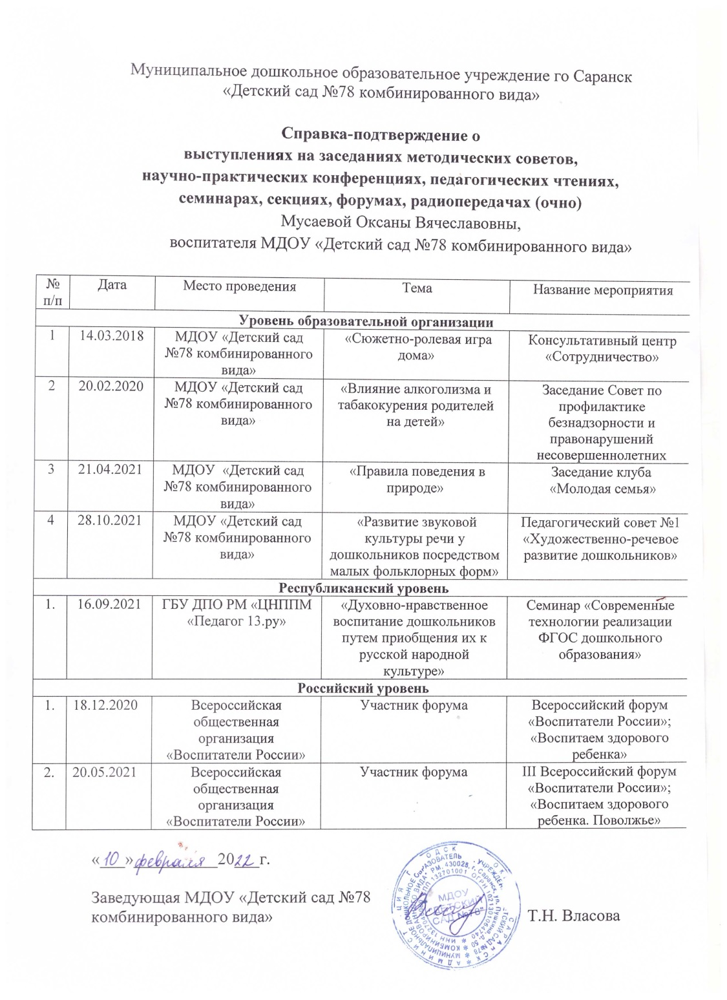 Муниципальное дошкольное образовательное учреждение го Саранск
«Детский сад №78 комбинированного вида»
Справка-подтверждение о
выступлениях на заседаниях методических советов,
научно-практических конференциях, педагогических чтениях,
семинарах, секциях, форумах, радиопередачах (очно)
Мусаевой Оксаны Вячеславовны,
воспитателя МДОУ «Детский сад №78 комбинированного вида»
№ п/п Дата Место проведения Тема Название мероприятия
Уровень образовательной организации
1 14.03.2018 МДОУ «Детский сад «Сюжетно-ролевая игра Консультативный центр
№78 комбинированного дома» «Сотрудничество»
вида»
2 20.02.2020 МДОУ «Детский сад «Влияние алкоголизма и Заседание Совет по
№78 комбинированного табакокурения родителей профилактике
вида» на детей» безнадзорности и
правонарушений
несовершеннолетних
3 21.04.2021 МДОУ «Детский сад «Правила поведения в Заседание клуба
№78 комбинированного природе» «Молодая семья»
вида»
4 28.10.2021 МДОУ «Детский сад «Развитие звуковой Педагогический совет №1
№78 комбинированного культуры речи у «Художественно-речевое
вида» дошкольников посредством развитие дошкольников»
малых фольклорных форм»
Республиканский уровень
1. 16.09.2021 ГБУ ДПО РМ «ЦНППМ «Духовно-нравственное Семинар «Современные
«Педагог 13.ру» воспитание дошкольников технологии реализации
путем приобщения их к ФГОС дошкольного
русской народной образования»
культуре»
Российский уровень
1. 18.12.2020 Всероссийская Участник форума Всероссийский форум
общественная «Воспитатели России»;
организация «Воспитаем здорового
«Воспитатели России» ребенка»
2. 20.05.2021 Всероссийская Участник форума III Всероссийский форум
общественная «Воспитатели России»;
организация «Воспитаем здорового
«Воспитатели России» ребенка. Поволжье»
«10» февраля 2022 г.
Заведующая МДОУ «Детский сад №78
комбинированного вида» Т.Н. Власова
МДОУ
"ДЕТСКИЙ
САД №78"